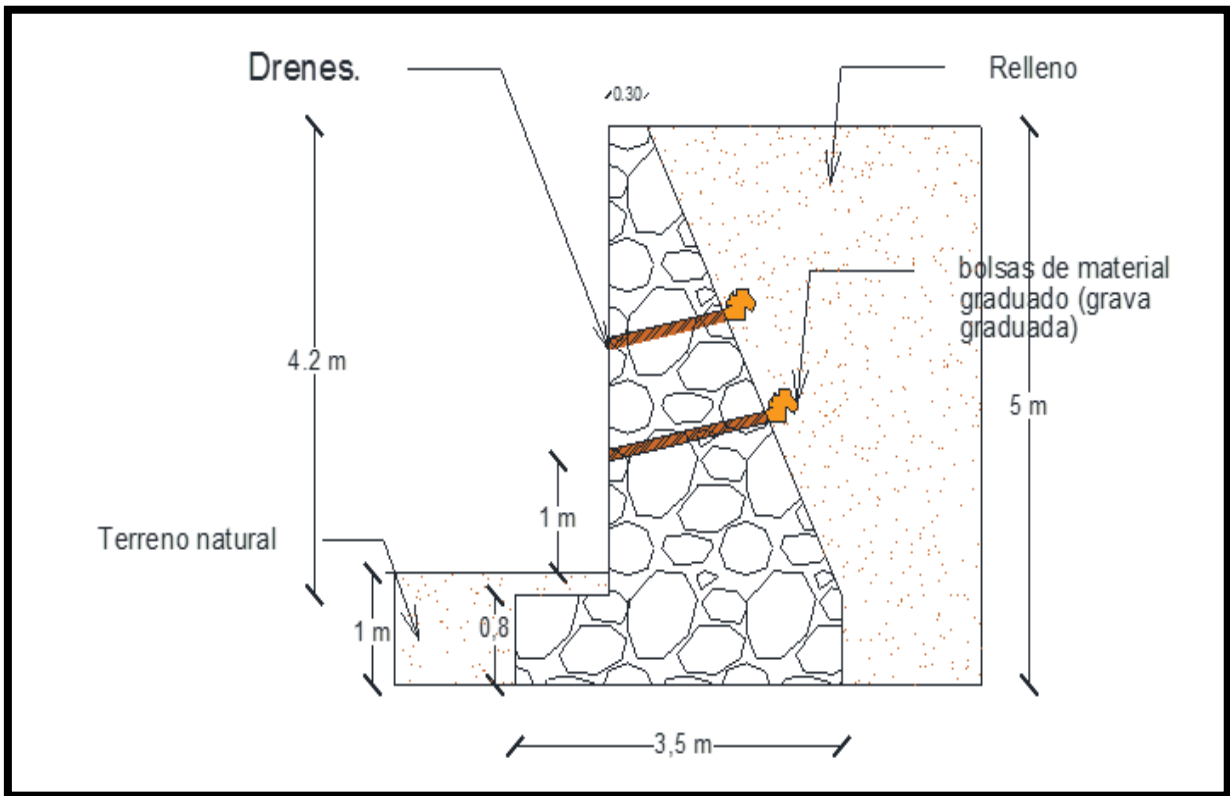 Drenes.
0.30
Relleno
bolsas de material
graduado (grava
graduada)
4.2 m
5 m
1 m
Terreno natural
1 m
0,8
3,5 m